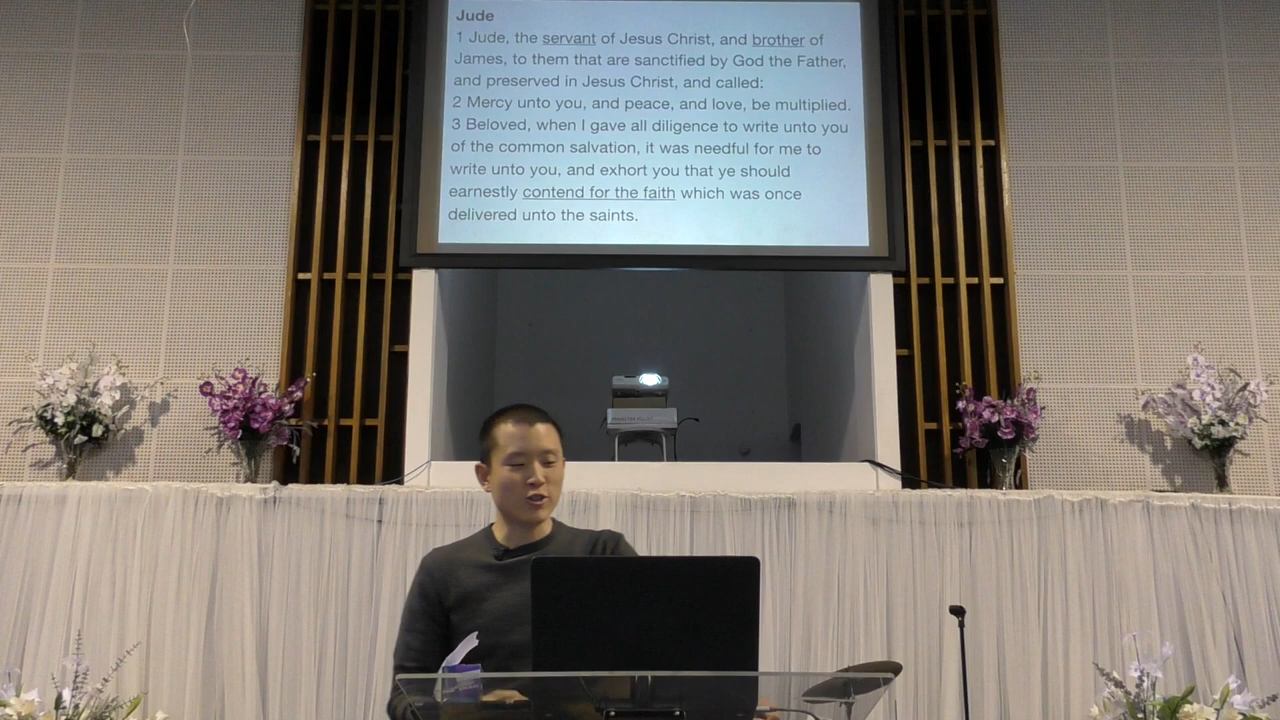 Jude
1 Jude, the servant of Jesus Christ, and brother of
James, to them that are sanctified by God the Father,
and preserved in Jesus Christ, and called:
2 Mercy unto you, and peace, and love, be multiplied.
3 Beloved, when I gave all diligence to write unto you
of the common salvation, it was needful for me to
write unto you, and exhort you that ye should
earnestly contend for the faith which was once
delivered unto the saints.